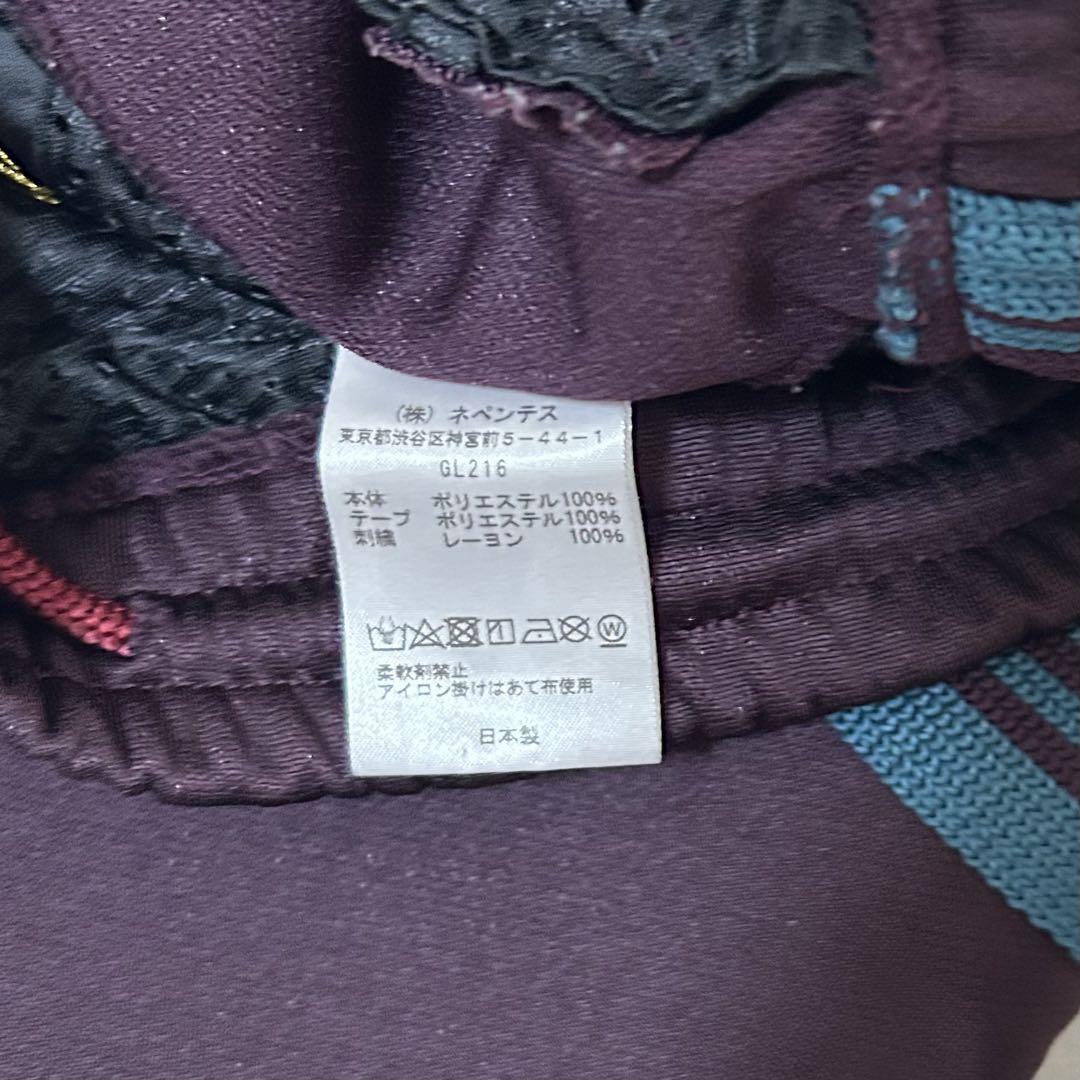 （株）ネペンテス
東京都渋谷区神宮前5-44-1
GL216
本体 ポリエステル100%
テープ ポリエステル100%
刺繍 レーヨン 100%
W
柔軟剤禁止
アイロン掛けはあて布使用
日本製